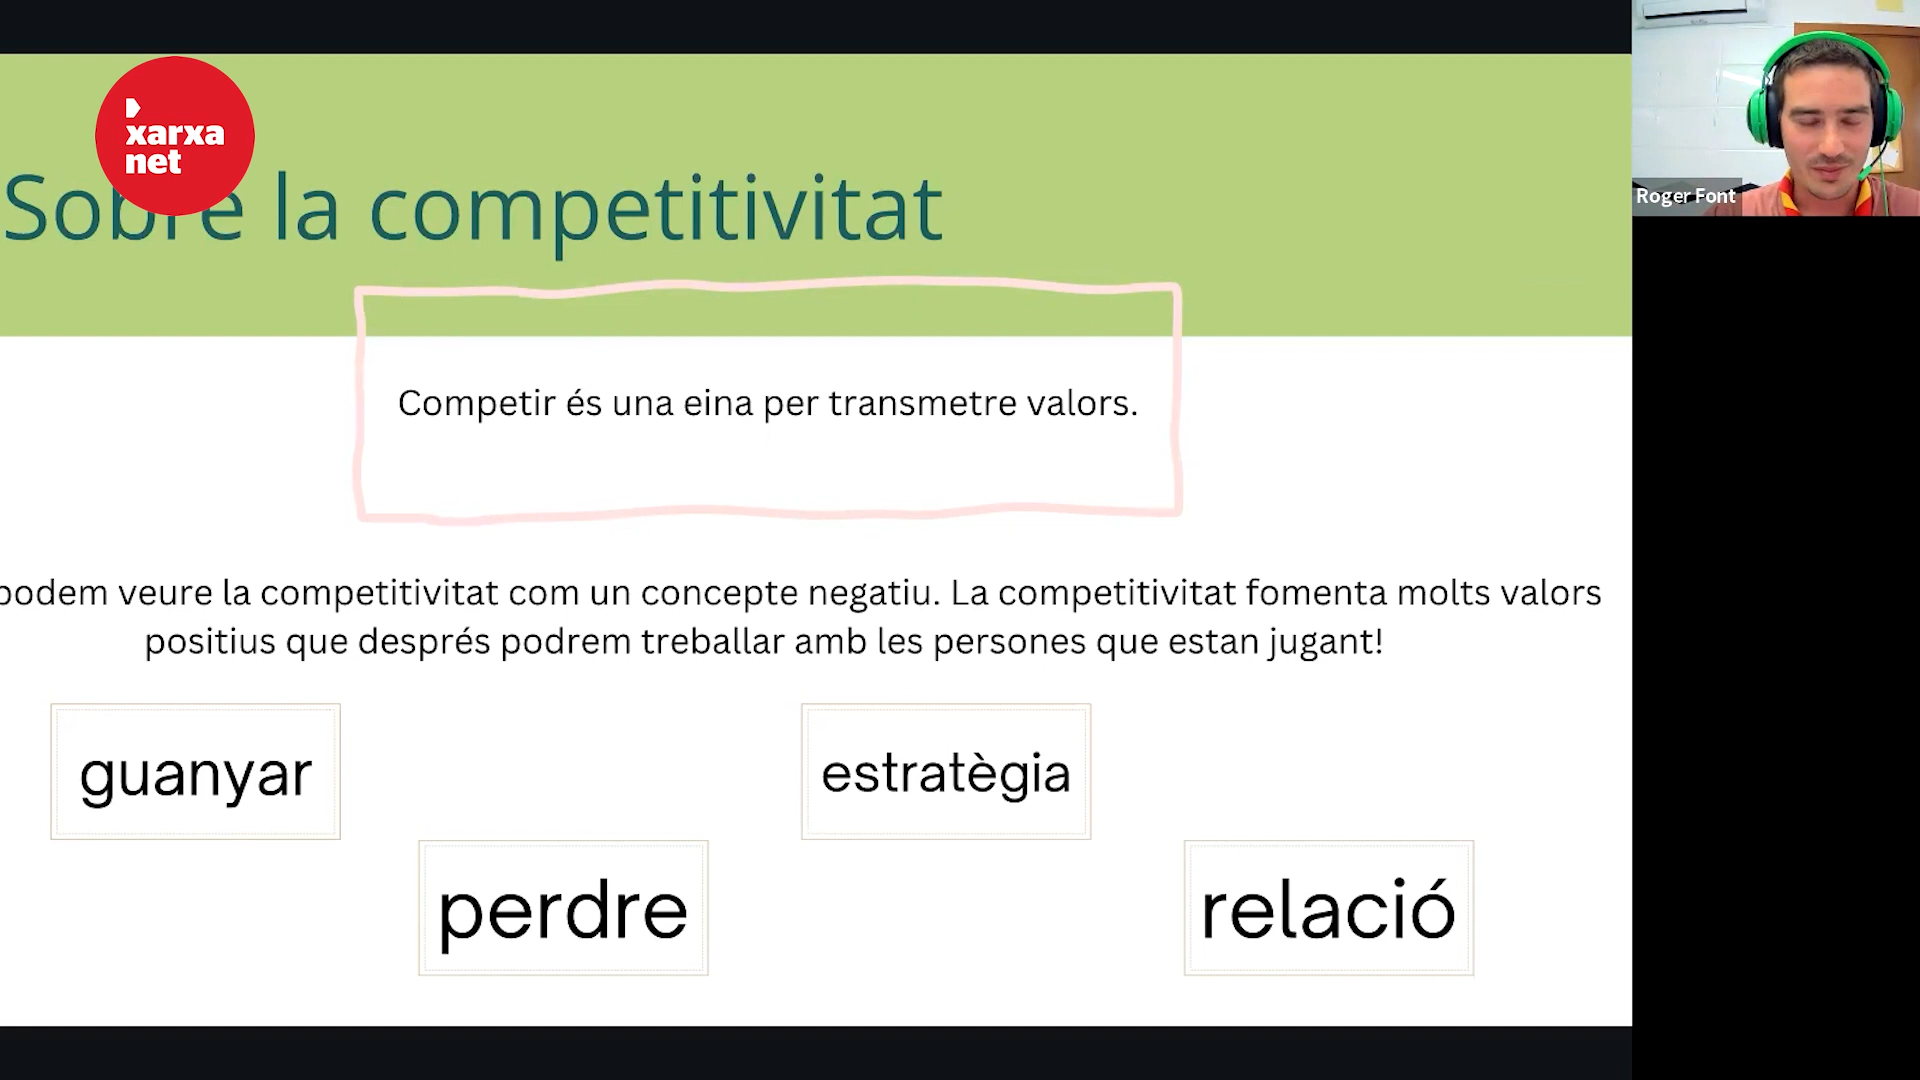 xarxa
net
Sobre la competitivitat
Roger Font
Competir és una eina per transmetre valors.
podem veure la competitivitat com un concepte negatiu. La competitivitat fomenta molts valors
positius que després podrem treballar amb les persones que estan jugant!
guanyar
estratègia
perdre
relació